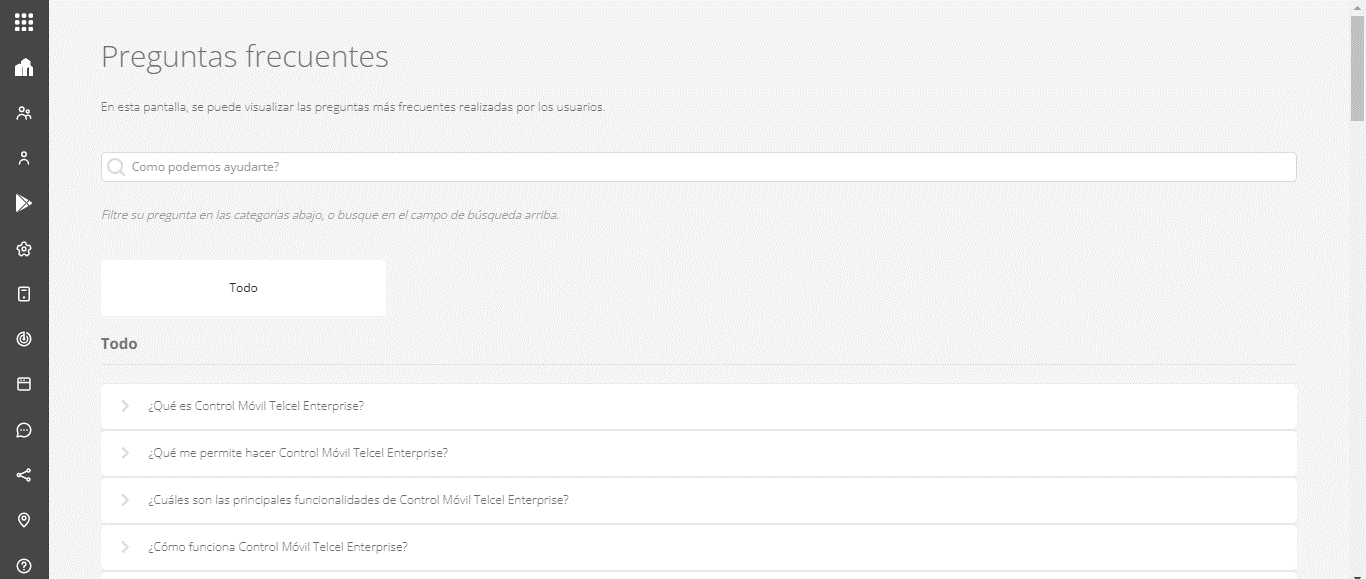 Preguntas frecuentes
En esta pantalla, se puede visualizar las preguntas más frecuentes realizadas por los usuarios.
Como podemos ayudarte?
Filtre su pregunta en las categorías abajo, o busque en el campo de búsqueda arriba.
Todo
Todo
¿Qué es Control Móvil Telcel Enterprise?
¿Qué me permite hacer Control Móvil Telcel Enterprise?
¿Cuáles son las principales funcionalidades de Control Móvil Telcel Enterprise?
¿Cómo funciona Control Móvil Telcel Enterprise?